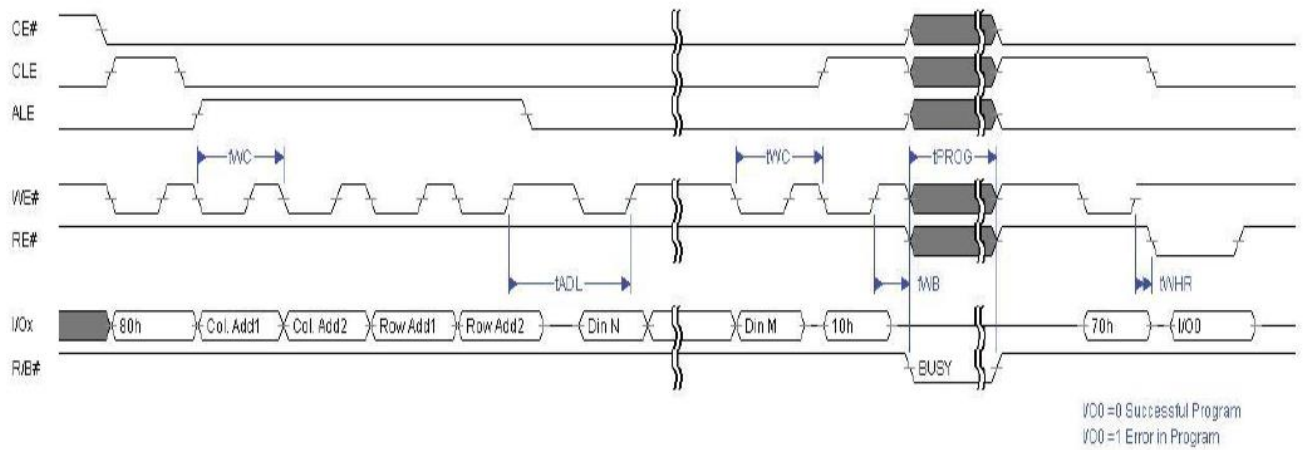 CE#
CLE
ALE
tWC tWC tPROG
WE#
RE#
tADL tWB tWHR
I/Ox 80h Col. Add1 Col. Add2 Row Add1 Row Add2 Din N Din M 10h 70h I/O0
R/B# BUSY
I/O0 =0 Successful Program
I/O0 =1 Error in Program